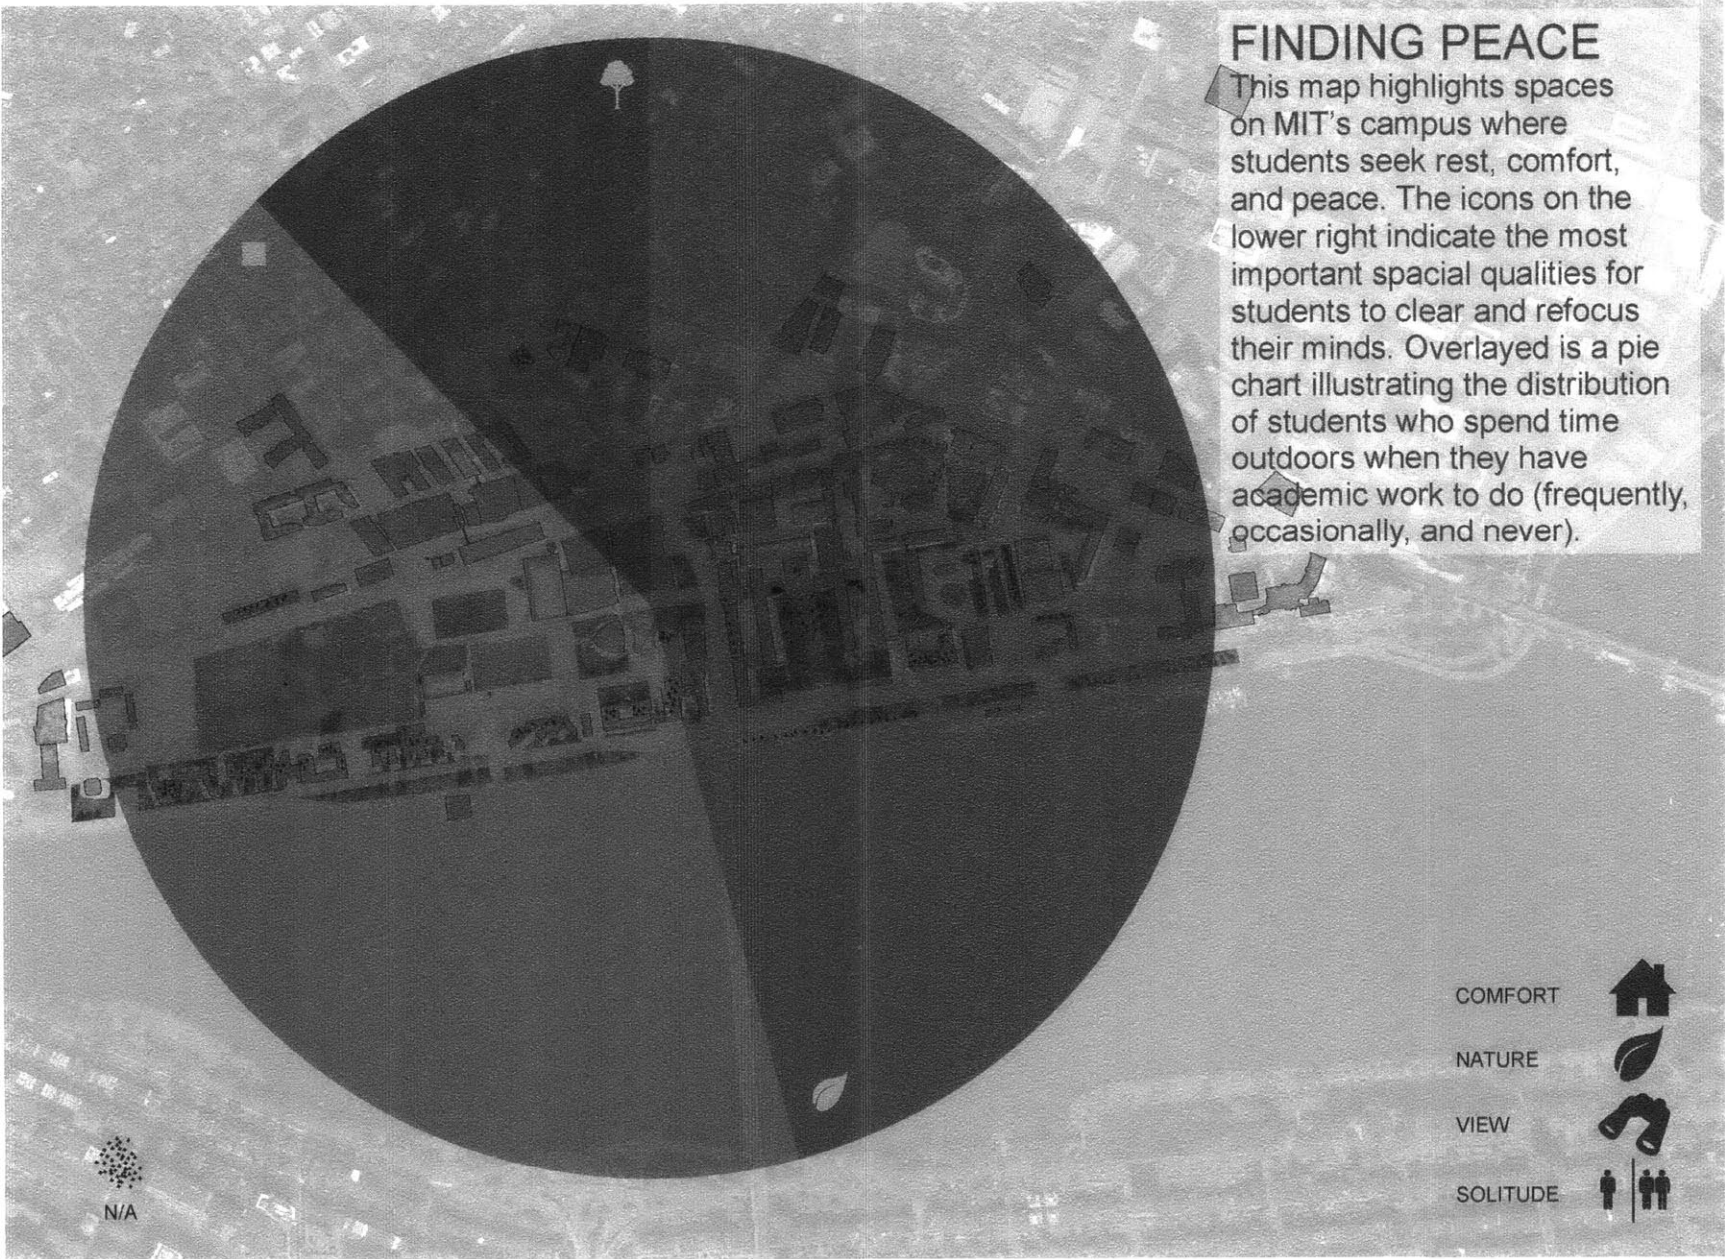 FINDING PEACE
This map highlights spaces
on MIT's campus where
students seek rest, comfort,
and peace. The icons on the
lower right indicate the most
important spacial qualities for
students to clear and refocus
their minds. Overlayed is a pie
chart illustrating the distribution
of students who spend time
outdoors when they have
academic work to do (frequently,
occasionally, and never).
COMFORT
NATURE
VIEW
SOLITUDE
N/A